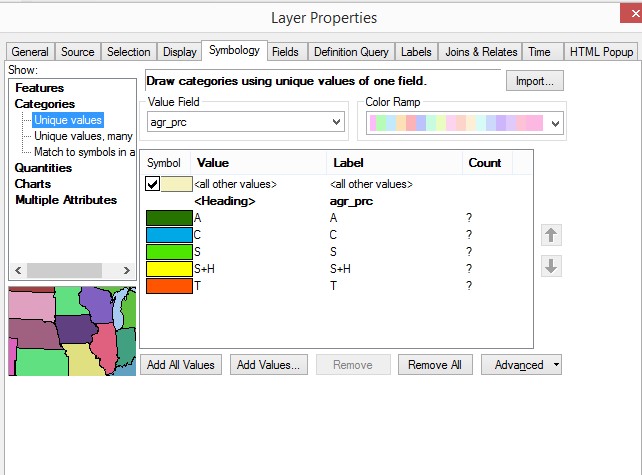 Layer Properties
General Source Selection Display Symbology Fields Definition Query Labels Joins & Relates Time HTML Popup
Show:
Features
Categories
Unique values
Unique values, many
Match to symbols in a
Quantities
Charts
Multiple Attributes
Draw categories using unique values of one field.
Import...
Value Field
agr_prc
Color Ramp
Symbol Value Label Count
<all other values> <all other values>
<Heading> agr_prc
A A ?
C C ?
S S ?
S+H S+H ?
T T ?
Add All Values Add Values... Remove Remove All Advanced